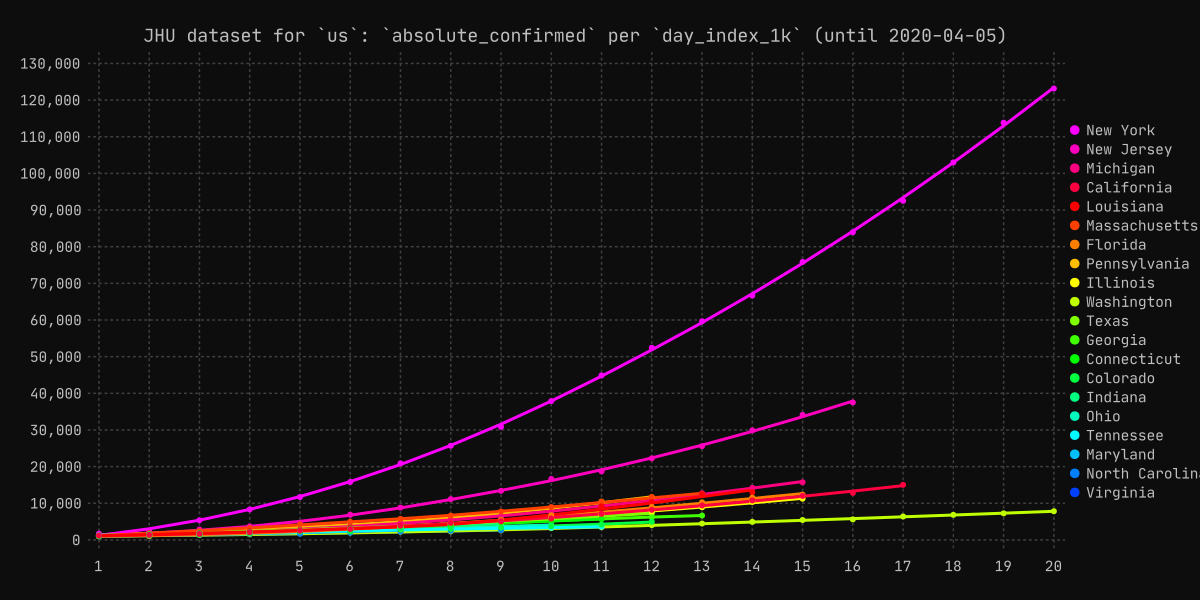 JHU dataset for `us`: `absolute_confirmed` per `day_index_1k` (until 2020-04-05)
130,000
120,000
110,000
100,000
90,000
80,000
70,000
60,000
50,000
40,000
30,000
20,000
10,000
0
1 2 3 4 5 6 7 8 9 10 11 12 13 14 15 16 17 18 19 20
New York
New Jersey
Michigan
California
Louisiana
Massachusetts
Florida
Pennsylvania
Illinois
Washington
Texas
Georgia
Connecticut
Colorado
Indiana
Ohio
Tennessee
Maryland
North Carolin
Virginia